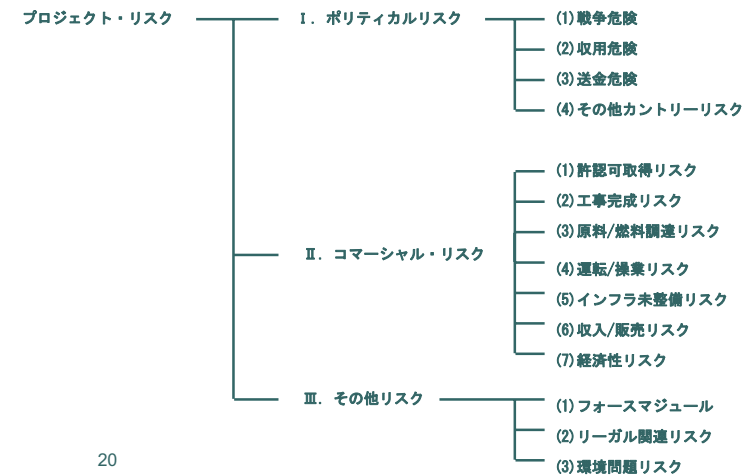 プロジェクト・リスク
Ⅰ. ポリティカルリスク
(1)戦争危険
(2)収用危険
(3)送金危険
(4)その他カントリーリスク
Ⅱ. コマーシャル・リスク
(1)許認可取得リスク
(2)工事完成リスク
(3)原料/燃料調達リスク
(4)運転/操業リスク
(5)インフラ未整備リスク
(6)収入/販売リスク
(7)経済性リスク
Ⅲ. その他リスク
(1)フォースマジュール
(2)リーガル関連リスク
(3)環境問題リスク
20